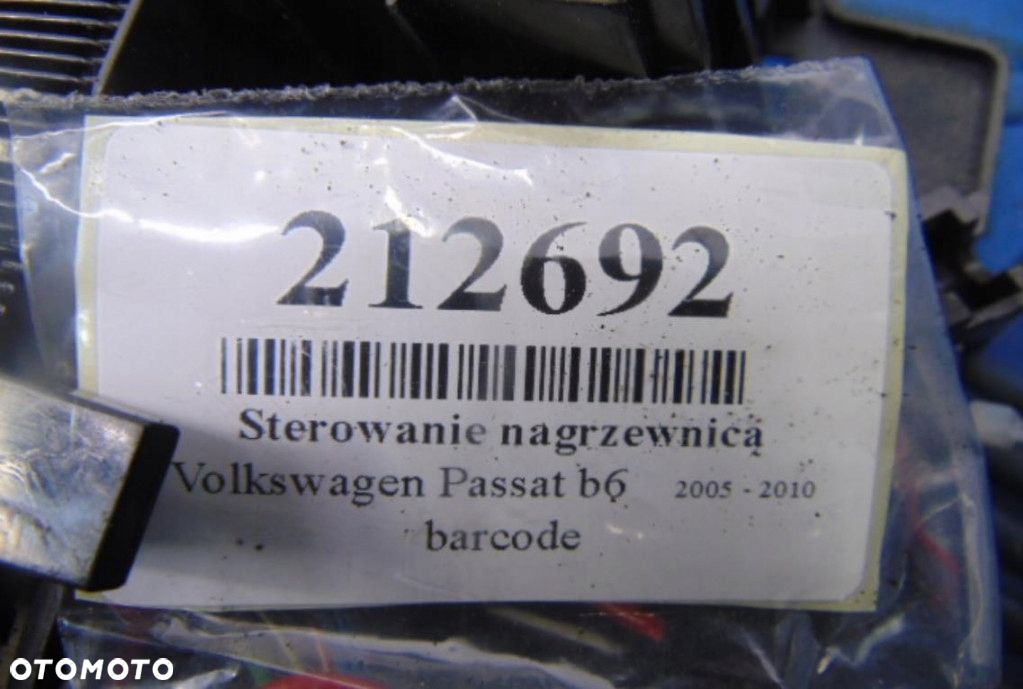 212692
Sterowanie nagrzewnicą
Volkswagen Passat b6 2005 - 2010
barcode
OTOMOTO